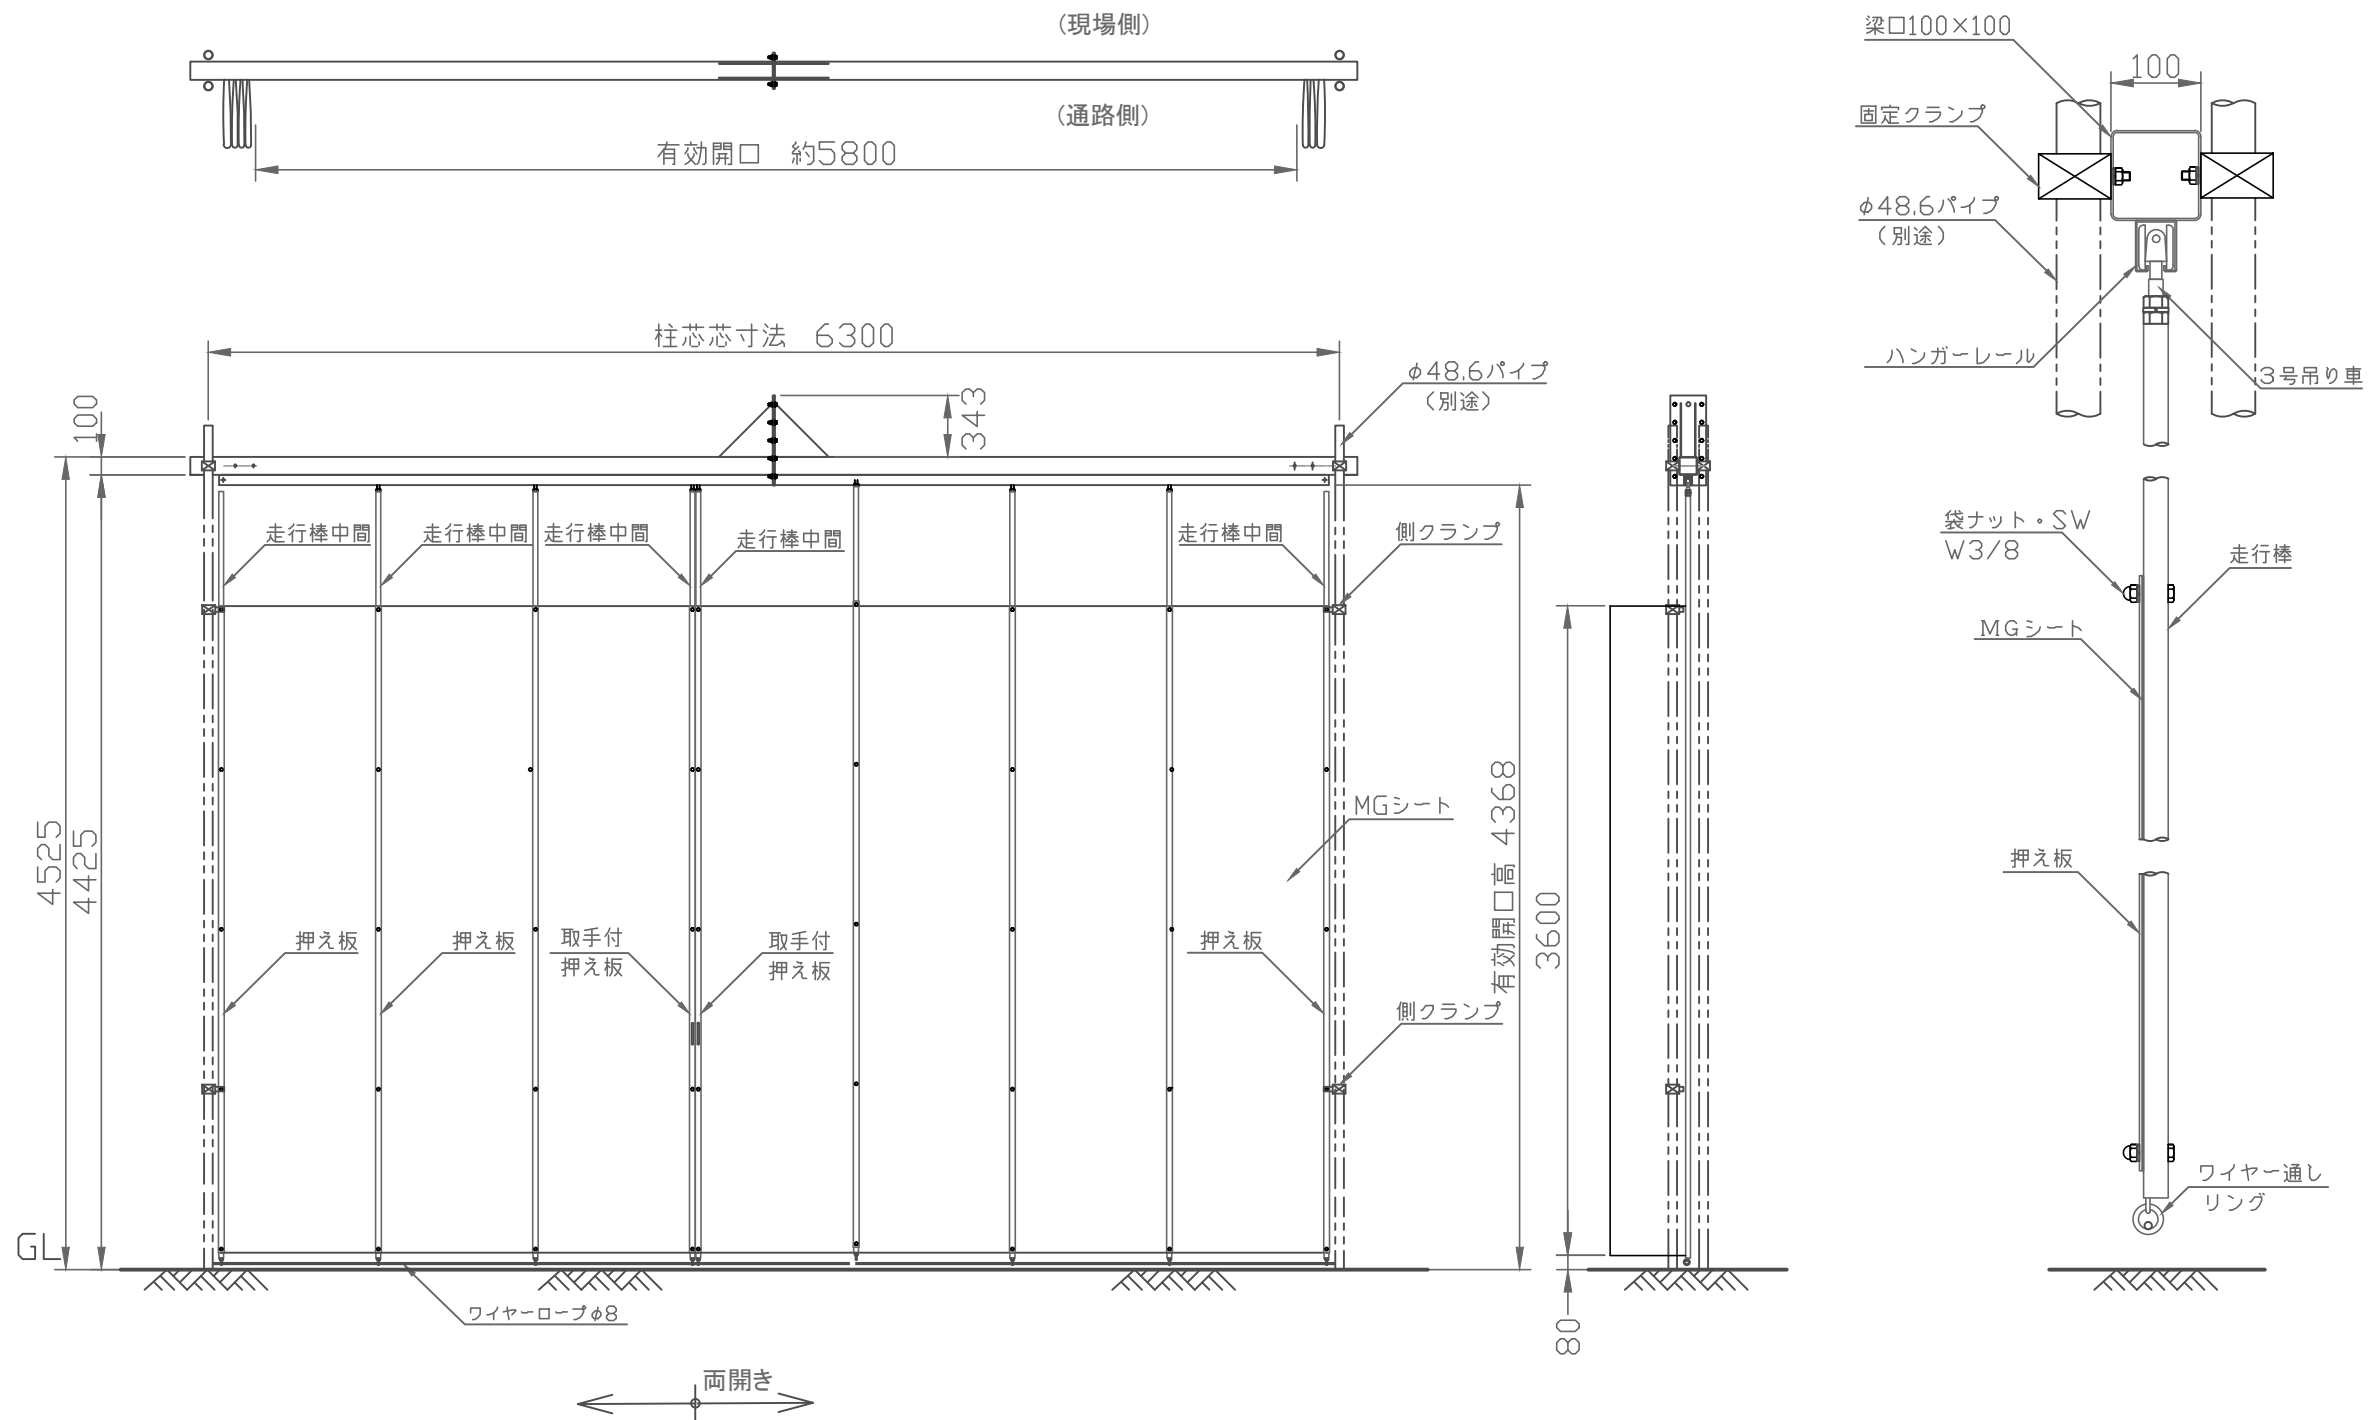 (現場側)
(通路側)
有効開口 約5800
柱芯芯寸法 6300
100
343
φ48.6パイプ
(別途)
走行棒中間
走行棒中間
走行棒中間
走行棒中間
走行棒中間
側クランプ
4525
4425
MGシート
有効開口高 4368
3600
押え板
押え板
取手付
押え板
取手付
押え板
押え板
側クランプ
GL
ワイヤーロープφ8
80
両開き
梁口100×100
100
固定クランプ
φ48.6パイプ
(別途)
ハンガーレール
3号吊り車
袋ナット・SW
W3/8
走行棒
MGシート
押え板
ワイヤー通し
リング